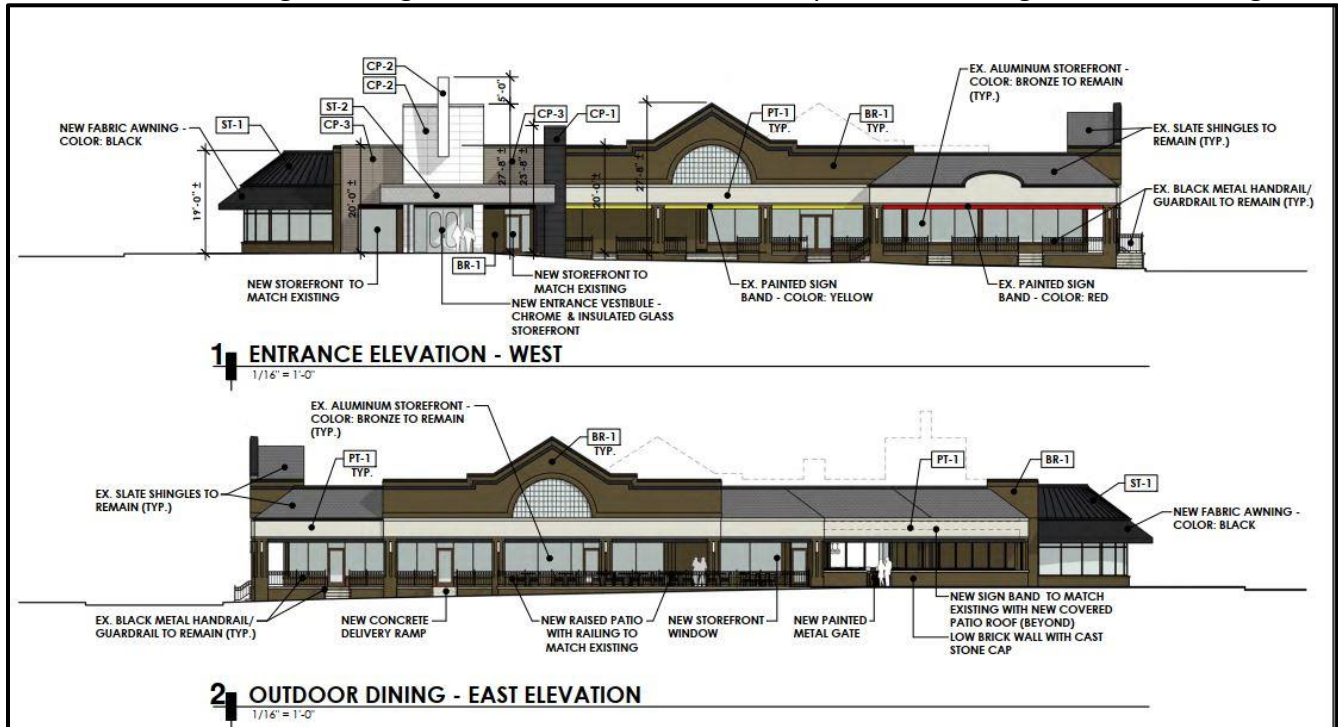 CP-2
CP-2
ST-2
CP-3
ST-1
NEW FABRIC AWNING -
COLOR: BLACK
5'-0"
CP-3
CP-1
PT-1
TYP.
BR-1
TYP.
EX. ALUMINUM STOREFRONT -
COLOR: BRONZE TO REMAIN
(TYP.)
EX. SLATE SHINGLES TO
REMAIN (TYP.)
EX. BLACK METAL HANDRAIL/
GUARDRAIL TO REMAIN (TYP.)
19'-0" ±
20'-0" ±
27'-8" ±
23'-8" ±
20'-0" ±
27'-8" ±
NEW STOREFRONT TO
MATCH EXISTING
BR-1
NEW STOREFRONT TO
MATCH EXISTING
NEW ENTRANCE VESTIBULE -
CHROME & INSULATED GLASS
STOREFRONT
EX. PAINTED SIGN
BAND - COLOR: YELLOW
EX. PAINTED SIGN
BAND - COLOR: RED
1 ENTRANCE ELEVATION - WEST
1/16" = 1'-0"
EX. ALUMINUM STOREFRONT -
COLOR: BRONZE TO REMAIN
(TYP.)
PT-1
TYP.
BR-1
TYP.
PT-1
BR-1
ST-1
EX. SLATE SHINGLES TO
REMAIN (TYP.)
NEW FABRIC AWNING -
COLOR: BLACK
EX. BLACK METAL HANDRAIL/
GUARDRAIL TO REMAIN (TYP.)
NEW CONCRETE
DELIVERY RAMP
NEW RAISED PATIO
WITH RAILING TO
MATCH EXISTING
NEW STOREFRONT
WINDOW
NEW PAINTED
METAL GATE
NEW SIGN BAND TO MATCH
EXISTING WITH NEW COVERED
PATIO ROOF (BEYOND)
LOW BRICK WALL WITH CAST
STONE CAP
2 OUTDOOR DINING - EAST ELEVATION
1/16" = 1'-0"